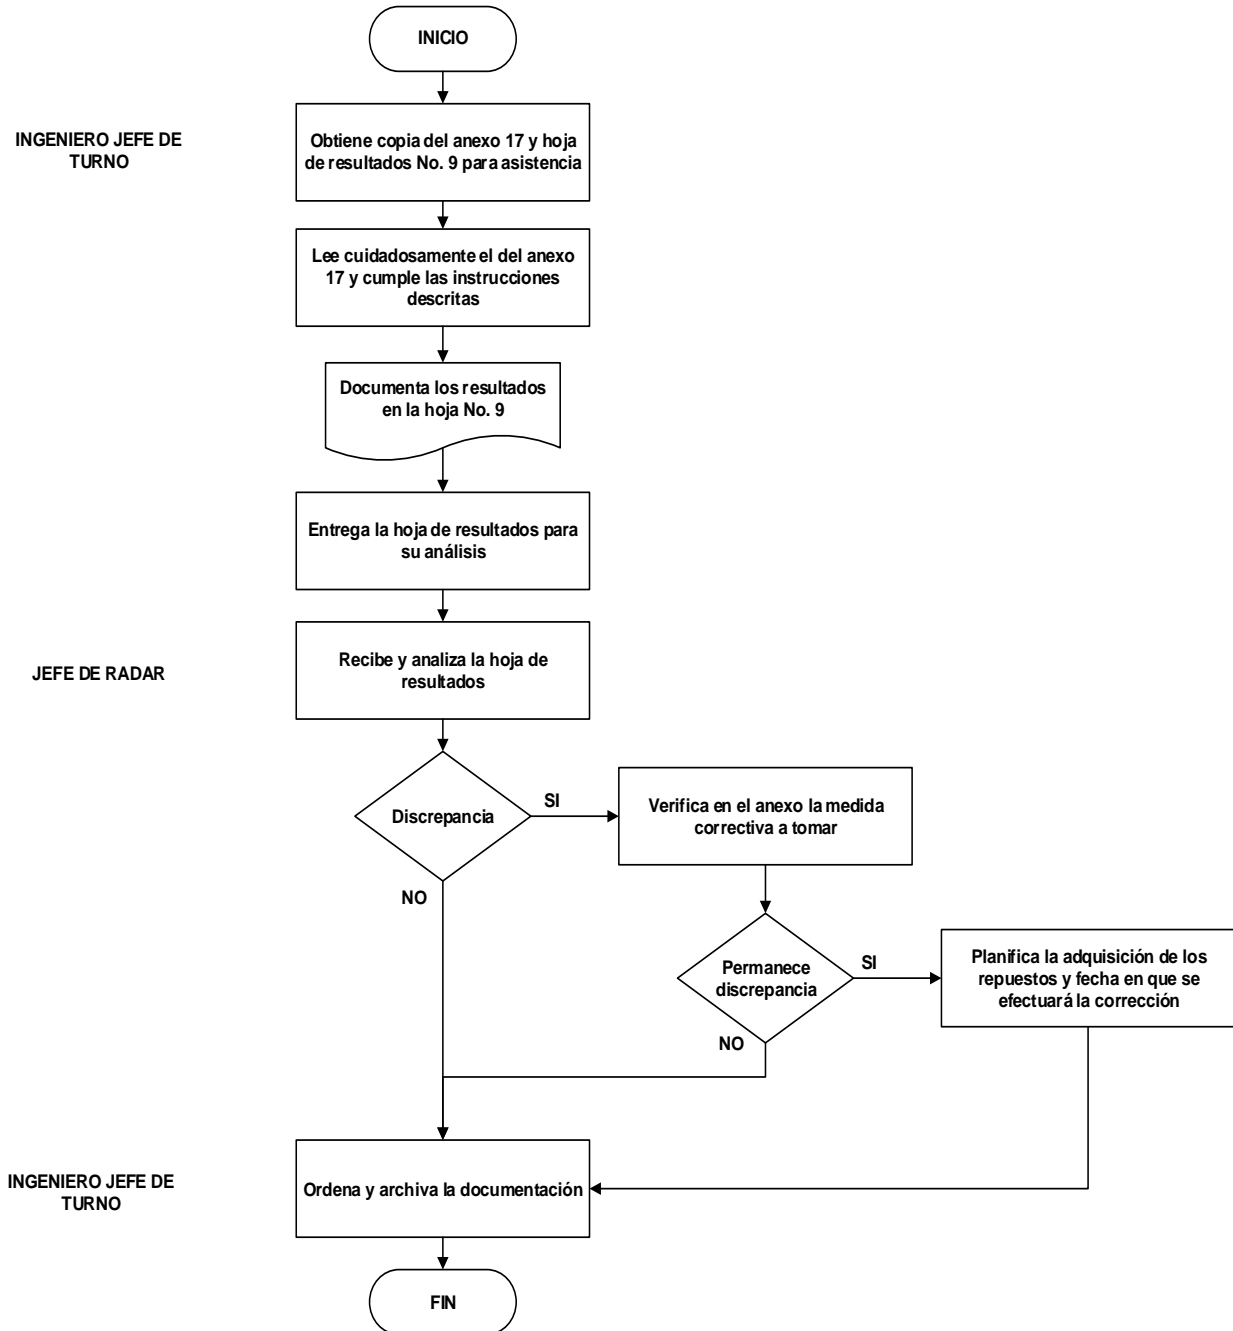 INICIO
INGENIERO JEFE DE
TURNO
Obtiene copia del anexo 17 y hoja
de resultados No. 9 para asistencia
Lee cuidadosamente el del anexo
17 y cumple las instrucciones
descritas
Documenta los resultados
en la hoja No. 9
Entrega la hoja de resultados para
su análisis
JEFE DE RADAR
Recibe y analiza la hoja de
resultados
Discrepancia
SI
Verifica en el anexo la medida
correctiva a tomar
NO
Permanece
discrepancia
SI
Planifica la adquisición de los
repuestos y fecha en que se
efectuará la corrección
NO
INGENIERO JEFE DE
TURNO
Ordena y archiva la documentación
FIN